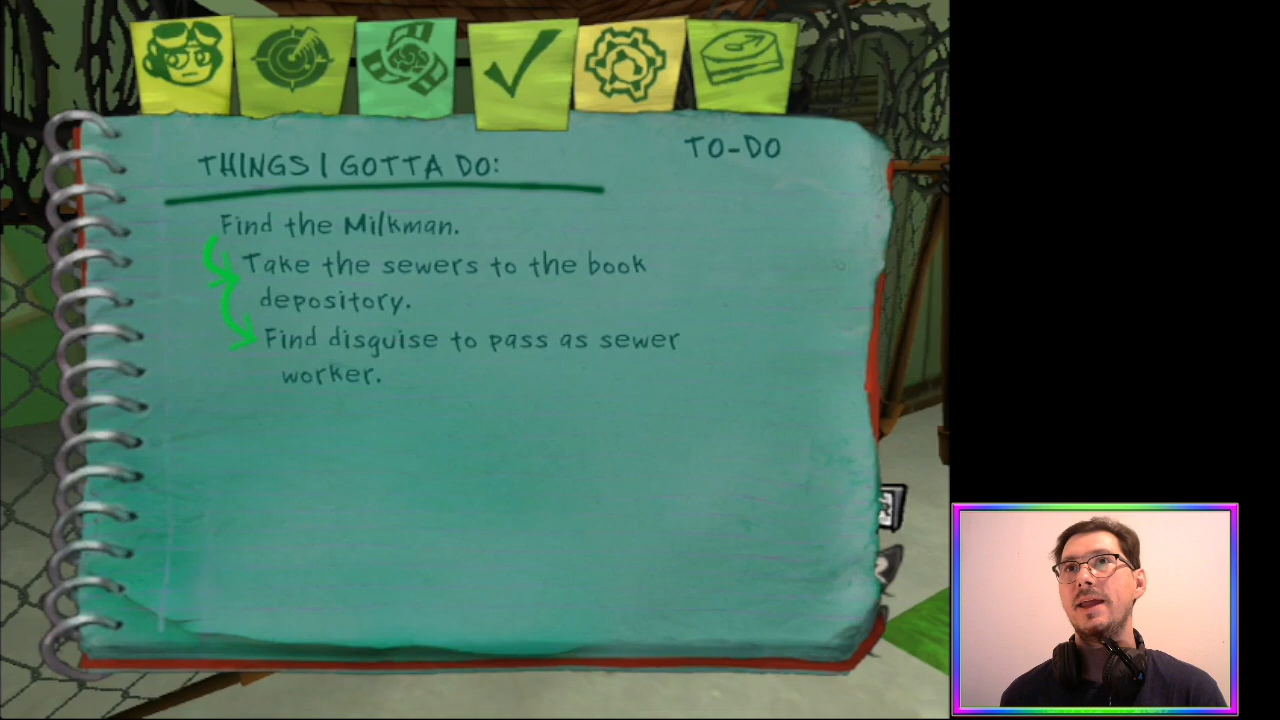 TO-DO
THINGS I GOTTA DO:
Find the Milkman.
Take the sewers to the book
depository.
Find disguise to pass as sewer
worker.